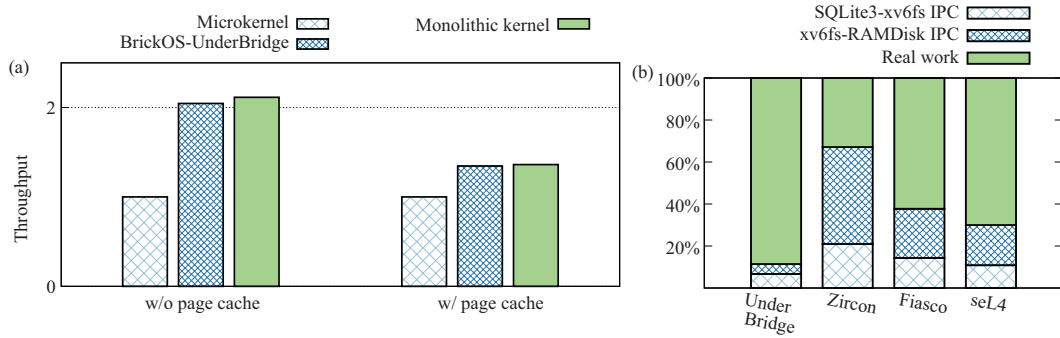 Microkernel
BrickOS-UnderBridge
Monolithic kernel
(a)
Throughput
2
1
0
w/o page cache
w/ page cache
SQLite3-xv6fs IPC
xv6fs-RAMDisk IPC
Real work
(b)
100%
80%
60%
40%
20%
Under
Bridge
Zircon
Fiasco
seL4